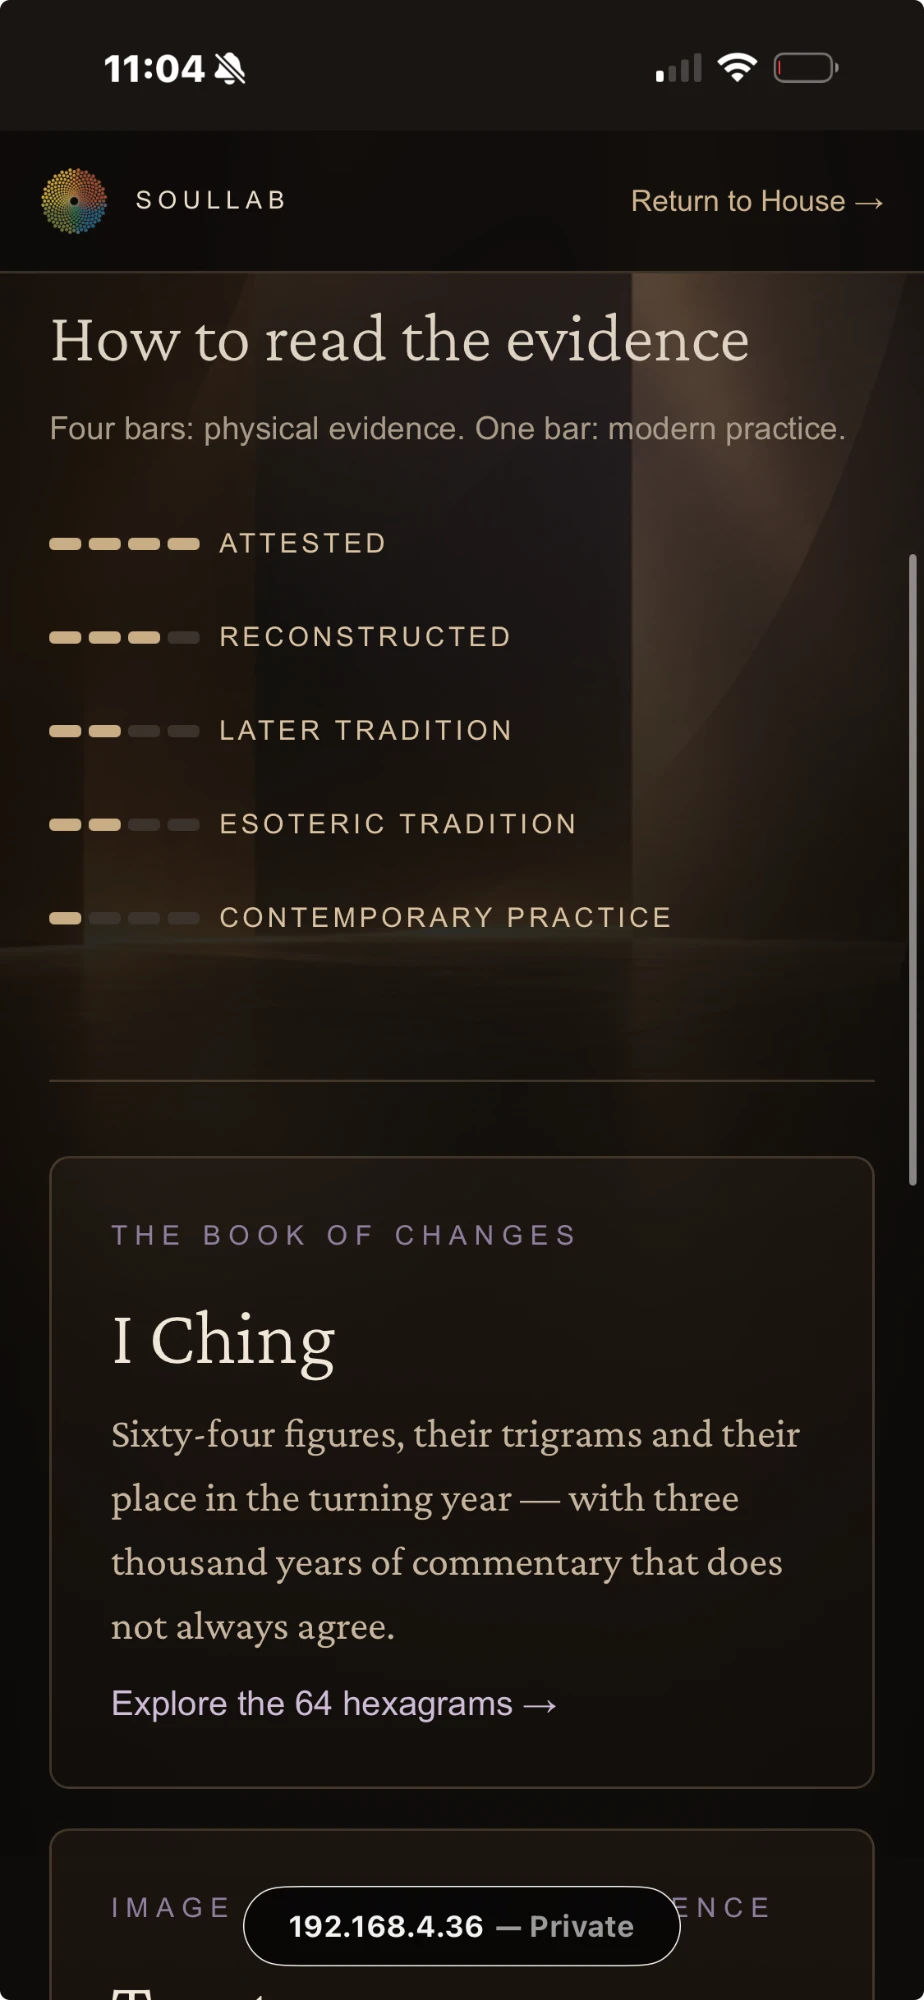 11:04
SOULLAB
Return to House →
How to read the evidence
Four bars: physical evidence. One bar: modern practice.
ATTESTED
RECONSTRUCTED
LATER TRADITION
ESOTERIC TRADITION
CONTEMPORARY PRACTICE
THE BOOK OF CHANGES
I Ching
Sixty-four figures, their trigrams and their
place in the turning year — with three
thousand years of commentary that does
not always agree.
Explore the 64 hexagrams →
IMAGE
192.168.4.36 — Private